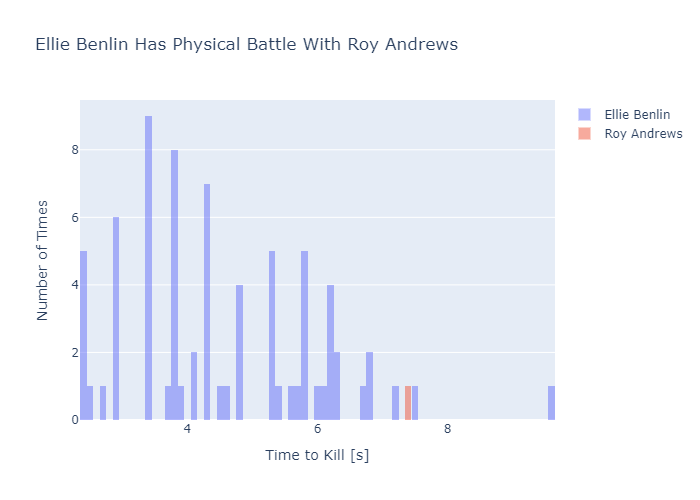 Ellie Benlin Has Physical Battle With Roy Andrews
Ellie Benlin
Roy Andrews
Number of Times
8
6
4
2
0
4
6
8
Time to Kill [s]